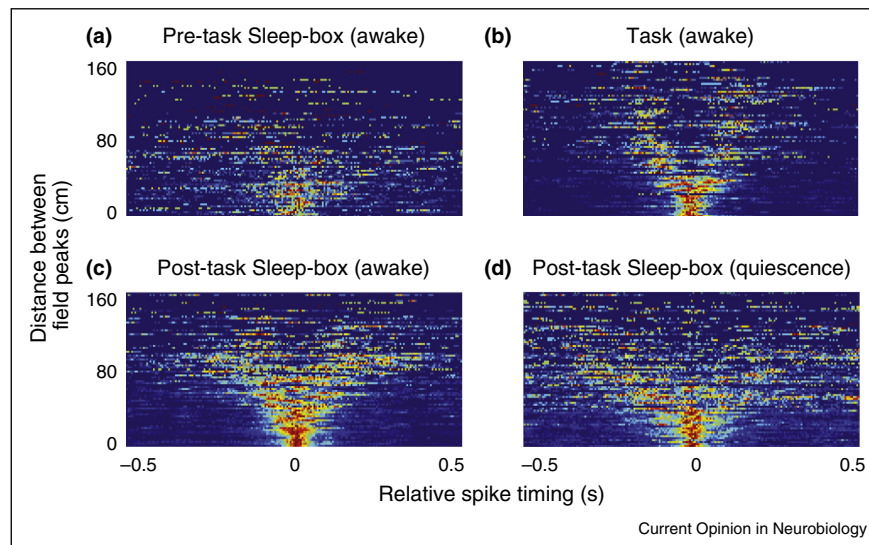 (a) Pre-task Sleep-box (awake)
(b) Task (awake)
160
80
0
(c) Post-task Sleep-box (awake)
(d) Post-task Sleep-box (quiescence)
160
80
0
Distance between
field peaks (cm)
−0.5 0 0.5
−0.5 0 0.5
Relative spike timing (s)
Current Opinion in Neurobiology